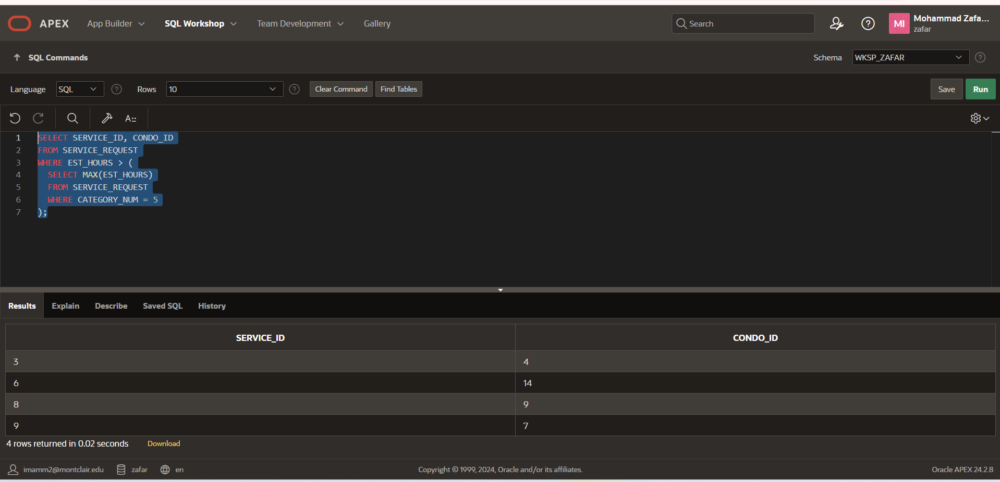 APEX App Builder SQL Workshop Team Development Gallery Search MI Mohammad Zafa...
zafar
SQL Commands Schema WKSP_ZAFAR
Language SQL Rows 10 Clear Command Find Tables Save Run
A
1 SELECT SERVICE_ID, CONDO_ID
2 FROM SERVICE_REQUEST
3 WHERE EST_HOURS > (
4 SELECT MAX(EST_HOURS)
5 FROM SERVICE_REQUEST
6 WHERE CATEGORY_NUM = 5
7 );
Results Explain Describe Saved SQL History
SERVICE_ID CONDO_ID
3 4
6 14
8 9
9 7
4 rows returned in 0.02 seconds Download
imamm2@montclair.edu zafar en Copyright © 1999, 2024, Oracle and/or its affiliates. Oracle APEX 24.2.8